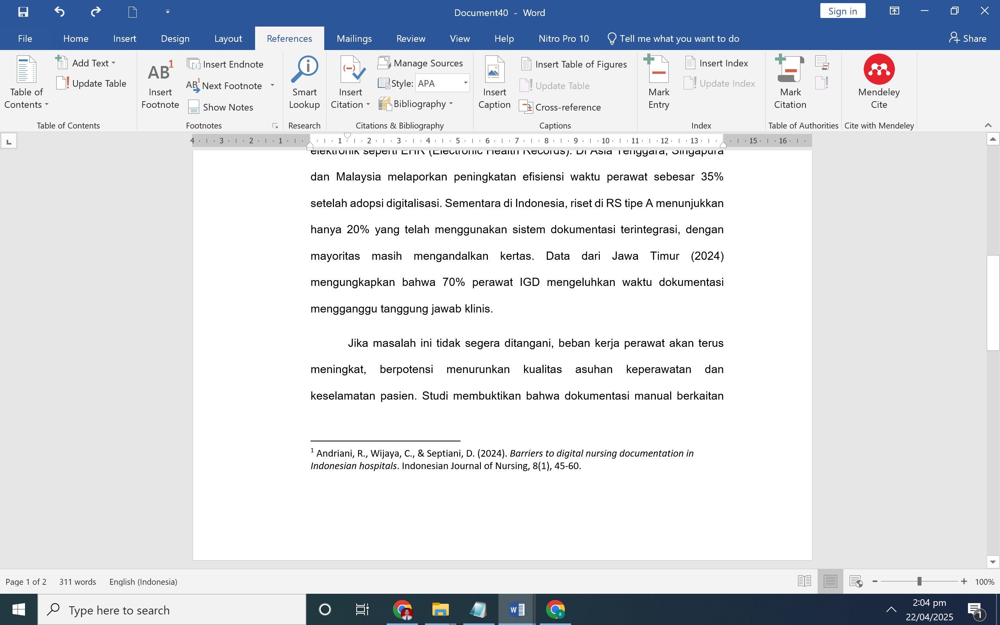 Document40 - Word
Sign in
File Home Insert Design Layout References Mailings Review View Help Nitro Pro 10 Tell me what you want to do Share
Table of Contents
Add Text
Update Table
Table of Contents
AB1
Insert Footnote
Insert Endnote
Next Footnote
Show Notes
Footnotes
Smart Lookup
Research
Insert Citation
Manage Sources
Style: APA
Bibliography
Citations & Bibliography
Insert Caption
Insert Table of Figures
Update Table
Cross-reference
Captions
Mark Entry
Insert Index
Update Index
Index
Mark Citation
Table of Authorities
Mendeley Cite
Cite with Mendeley
4 3 2 1 1 2 3 4 5 6 7 8 9 10 11 12 13 15 16
elektronik seperti EHR (Electronic Health Records). Di Asia Tenggara, Singapura
dan Malaysia melaporkan peningkatan efisiensi waktu perawat sebesar 35%
setelah adopsi digitalisasi. Sementara di Indonesia, riset di RS tipe A menunjukkan
hanya 20% yang telah menggunakan sistem dokumentasi terintegrasi, dengan
mayoritas masih mengandalkan kertas. Data dari Jawa Timur (2024)
mengungkapkan bahwa 70% perawat IGD mengeluhkan waktu dokumentasi
mengganggu tanggung jawab klinis.
Jika masalah ini tidak segera ditangani, beban kerja perawat akan terus
meningkat, berpotensi menurunkan kualitas asuhan keperawatan dan
keselamatan pasien. Studi membuktikan bahwa dokumentasi manual berkaitan
1 Andriani, R., Wijaya, C., & Septiani, D. (2024). Barriers to digital nursing documentation in
Indonesian hospitals. Indonesian Journal of Nursing, 8(1), 45-60.
Page 1 of 2 311 words English (Indonesia) 100%
Type here to search
2:04 pm
22/04/2025
1